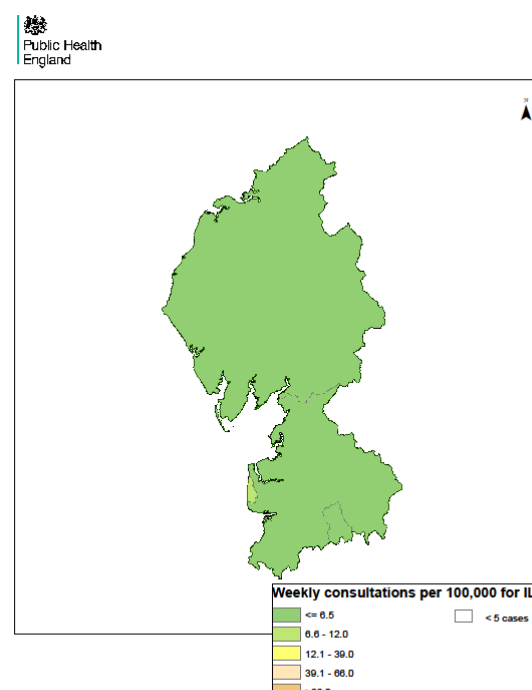 Public Health
England
N
Weekly consultations per 100,000 for
<= 6.5
< 5 cases
6.6 - 12.0
12.1 - 39.0
39.1 - 66.0